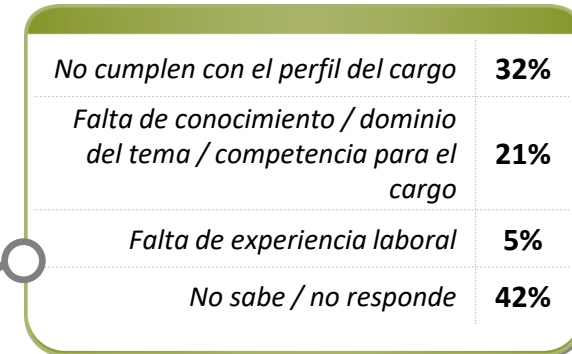 No cumplen con el perfil del cargo 32%
Falta de conocimiento / dominio
del tema / competencia para el 21%
cargo
Falta de experiencia laboral 5%
No sabe / no responde 42%